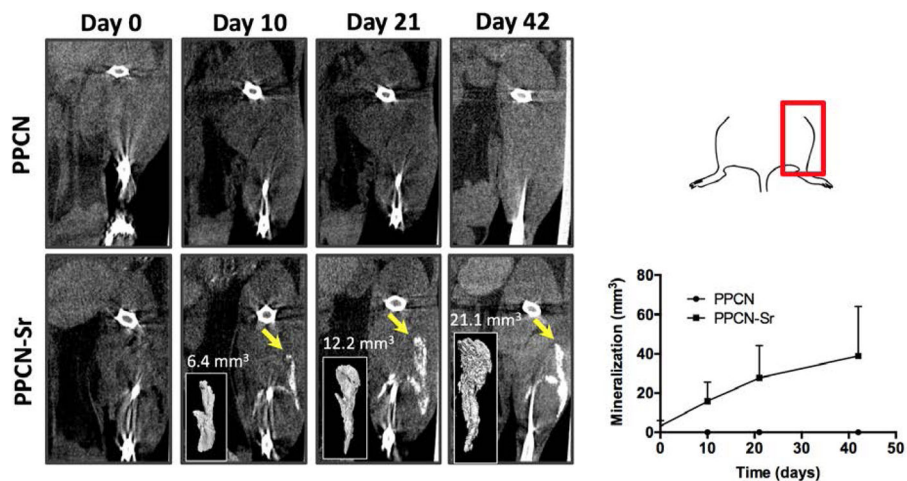 Day 0 Day 10 Day 21 Day 42
PPCN
PPCN-Sr
6.4 mm³
12.2 mm³
21.1 mm³
80
60
40
20
0
Mineralization (mm³)
PPCN
PPCN-Sr
0 10 20 30 40 50
Time (days)